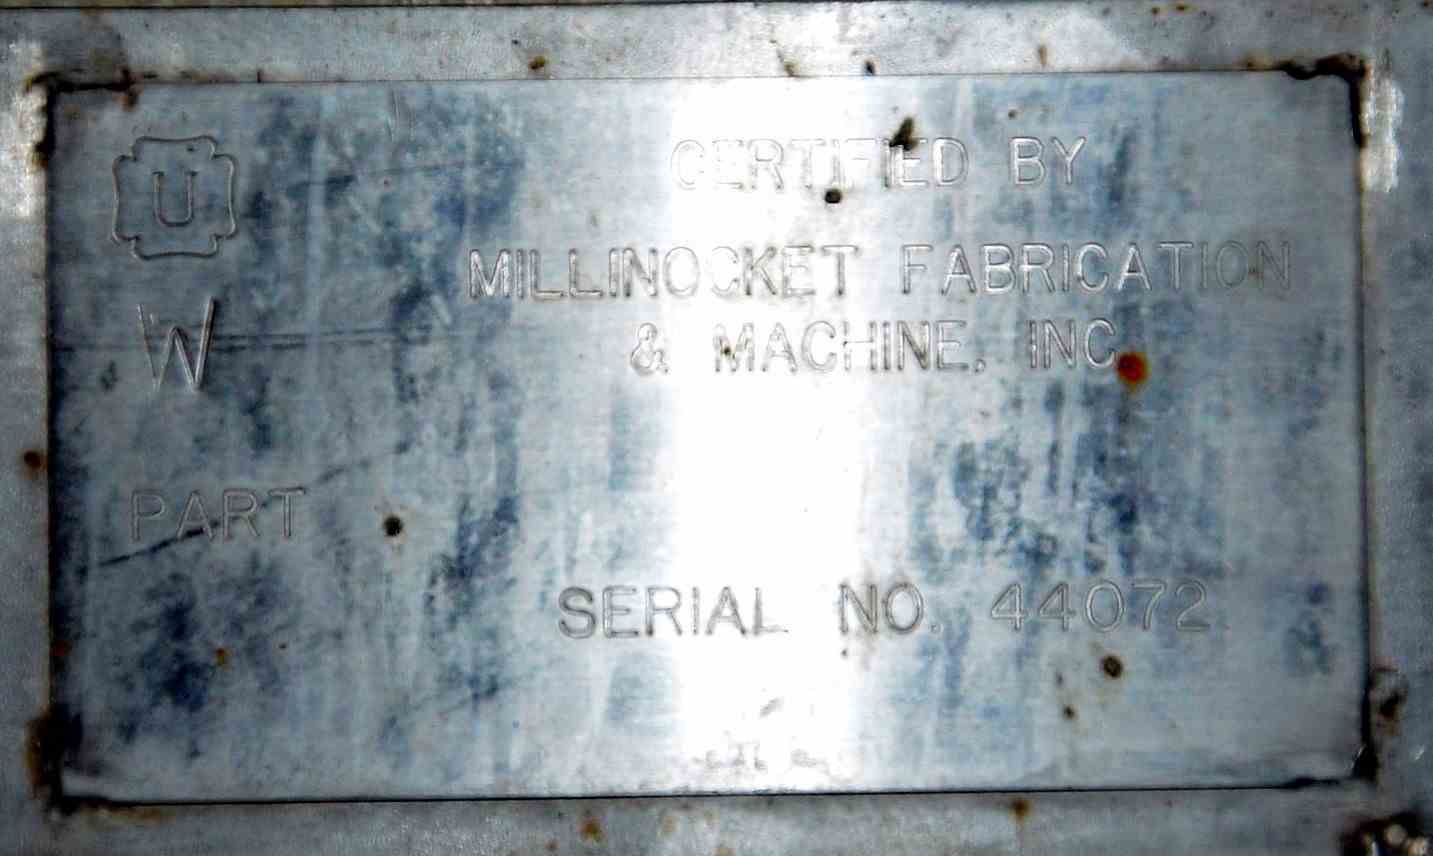 U
CERTIFIED BY
MILLINOCKET FABRICATION
& MACHINE, INC
W
PART
SERIAL NO. 44072